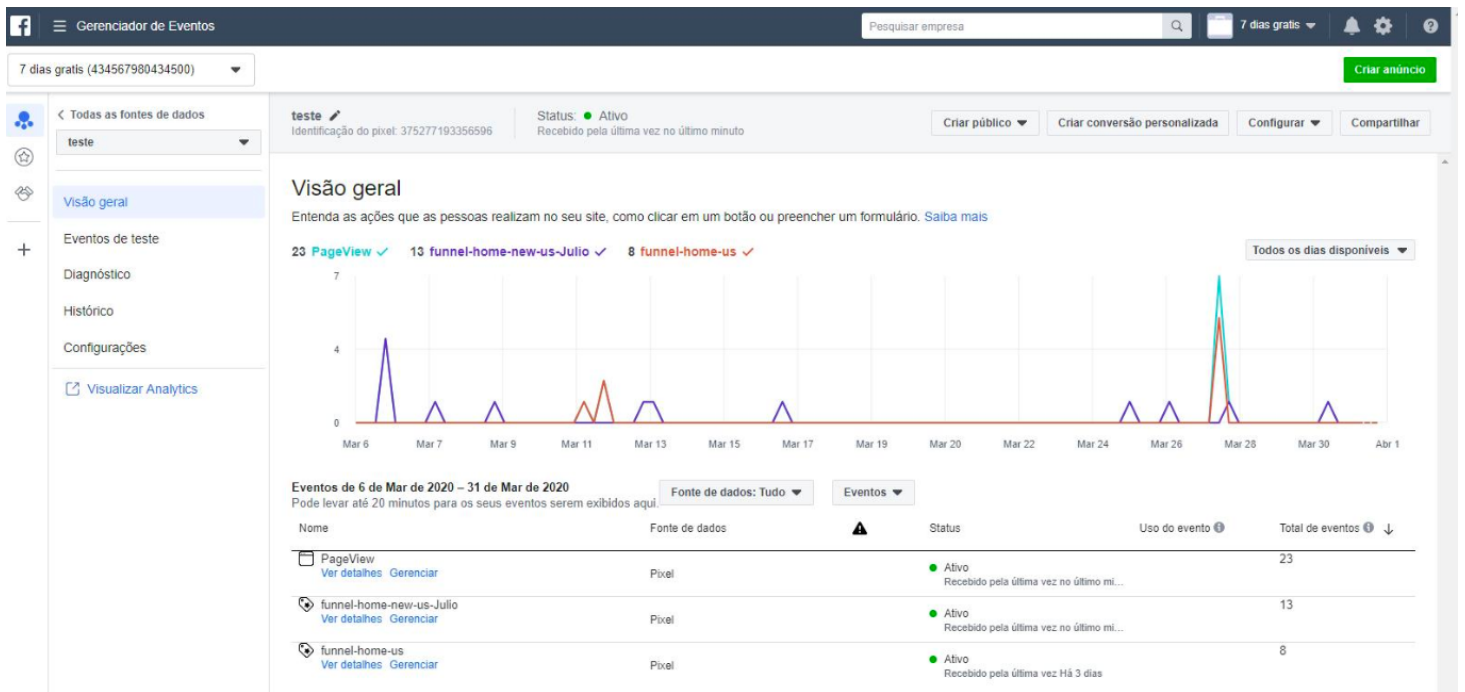 Gerenciador de Eventos
Pesquisar empresa
7 dias gratis
7 dias gratis (434567980434500)
Criar anúncio
Todas as fontes de dados
teste
Visão geral
Eventos de teste
Diagnóstico
Histórico
Configurações
Visualizar Analytics
teste
Identificação do pixel: 375277193356596
Status: Ativo
Recebido pela última vez no último minuto
Criar público
Criar conversão personalizada
Configurar
Compartilhar
Visão geral
Entenda as ações que as pessoas realizam no seu site, como clicar em um botão ou preencher um formulário. Saiba mais
23 PageView 13 funnel-home-new-us-Julio 8 funnel-home-us
Todos os dias disponíveis
7
4
0
Mar 6 Mar 7 Mar 9 Mar 11 Mar 13 Mar 15 Mar 17 Mar 19 Mar 20 Mar 22 Mar 24 Mar 26 Mar 28 Mar 30 Abr 1
Eventos de 6 de Mar de 2020 – 31 de Mar de 2020
Pode levar até 20 minutos para os seus eventos serem exibidos aqui.
Fonte de dados: Tudo
Eventos
Nome Fonte de dados Status Uso do evento Total de eventos
PageView 23
Ver detalhes Gerenciar Pixel Ativo
Recebido pela última vez no último mi...
funnel-home-new-us-Julio 13
Ver detalhes Gerenciar Pixel Ativo
Recebido pela última vez no último mi...
funnel-home-us 8
Ver detalhes Gerenciar Pixel Ativo
Recebido pela última vez Há 3 dias